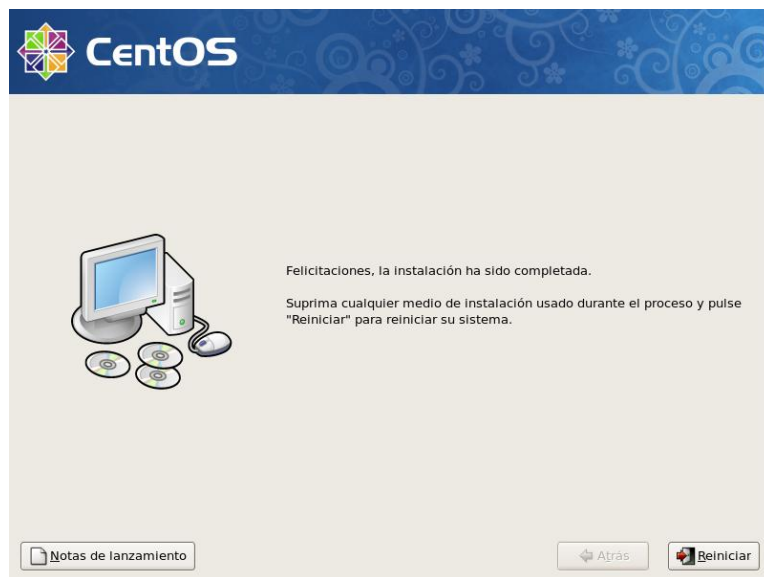 CentOS
Felicitaciones, la instalación ha sido completada.
Suprima cualquier medio de instalación usado durante el proceso y pulse
"Reiniciar" para reiniciar su sistema.
Notas de lanzamiento
Atrás
Reiniciar